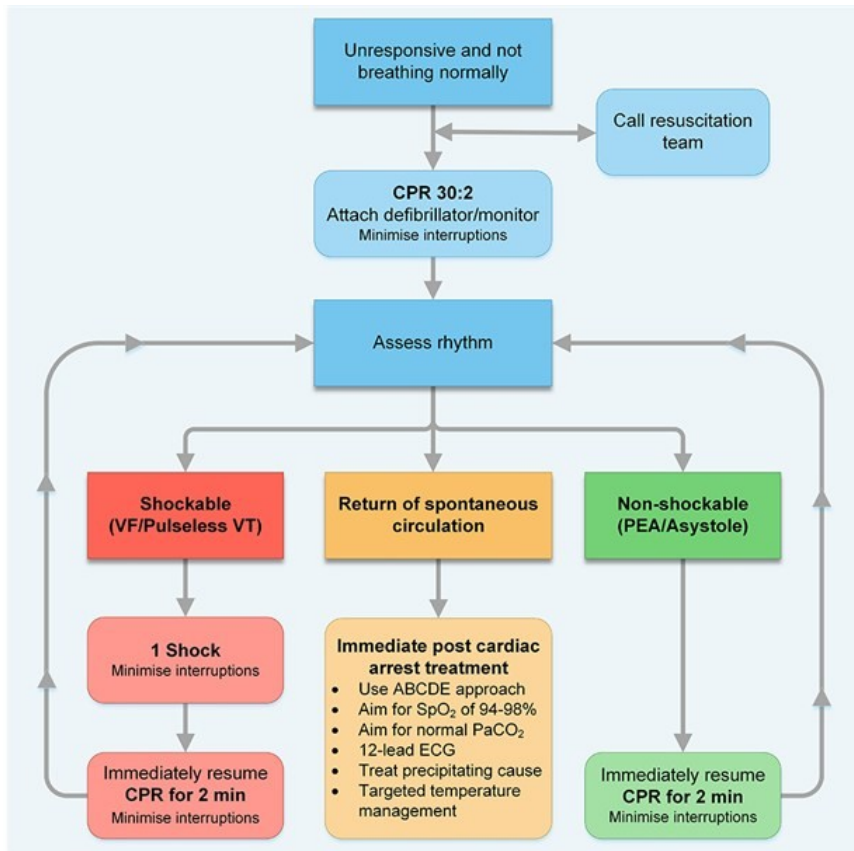 Unresponsive and not
breathing normally
Call resuscitation
team
CPR 30:2
Attach defibrillator/monitor
Minimise interruptions
Assess rhythm
Shockable
(VF/Pulseless VT)
Return of spontaneous
circulation
Non-shockable
(PEA/Asystole)
1 Shock
Minimise interruptions
Immediately resume
CPR for 2 min
Minimise interruptions
Immediate post cardiac
arrest treatment
• Use ABCDE approach
• Aim for SpO₂ of 94-98%
• Aim for normal PaCO₂
• 12-lead ECG
• Treat precipitating cause
• Targeted temperature
management
Immediately resume
CPR for 2 min
Minimise interruptions